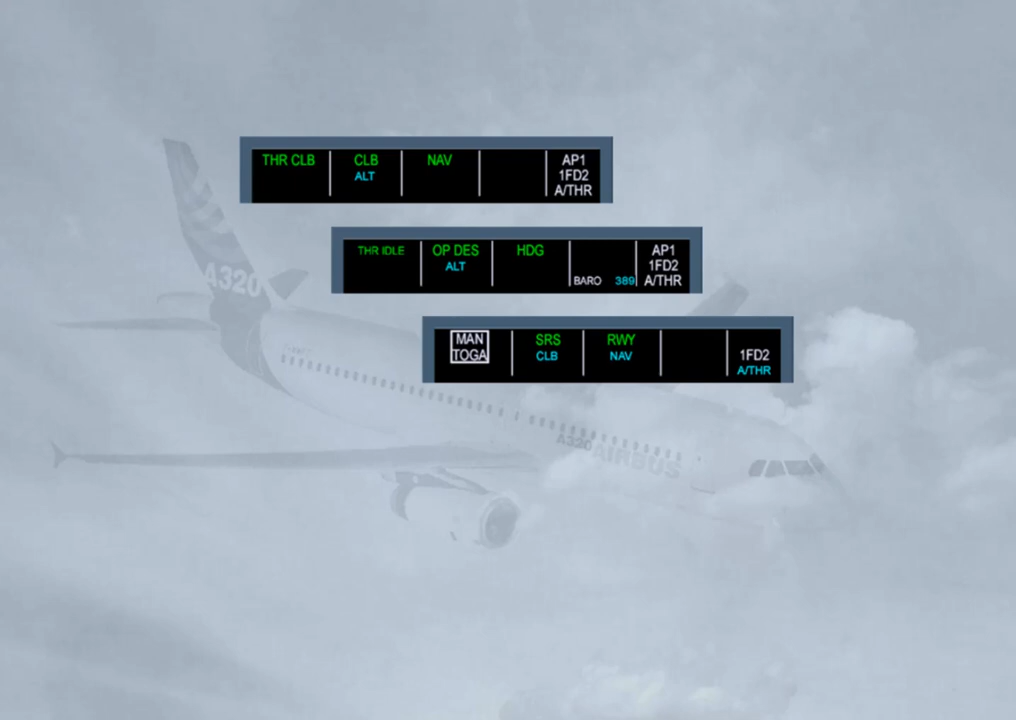 THR CLB CLB NAV AP1
ALT 1FD2
A/THR
THR IDLE OP DES HDG AP1
ALT 1FD2
BARO 389 A/THR
MAN SRS RWY
TOGA CLB NAV 1FD2
A/THR
A320
A320 AIRBUS